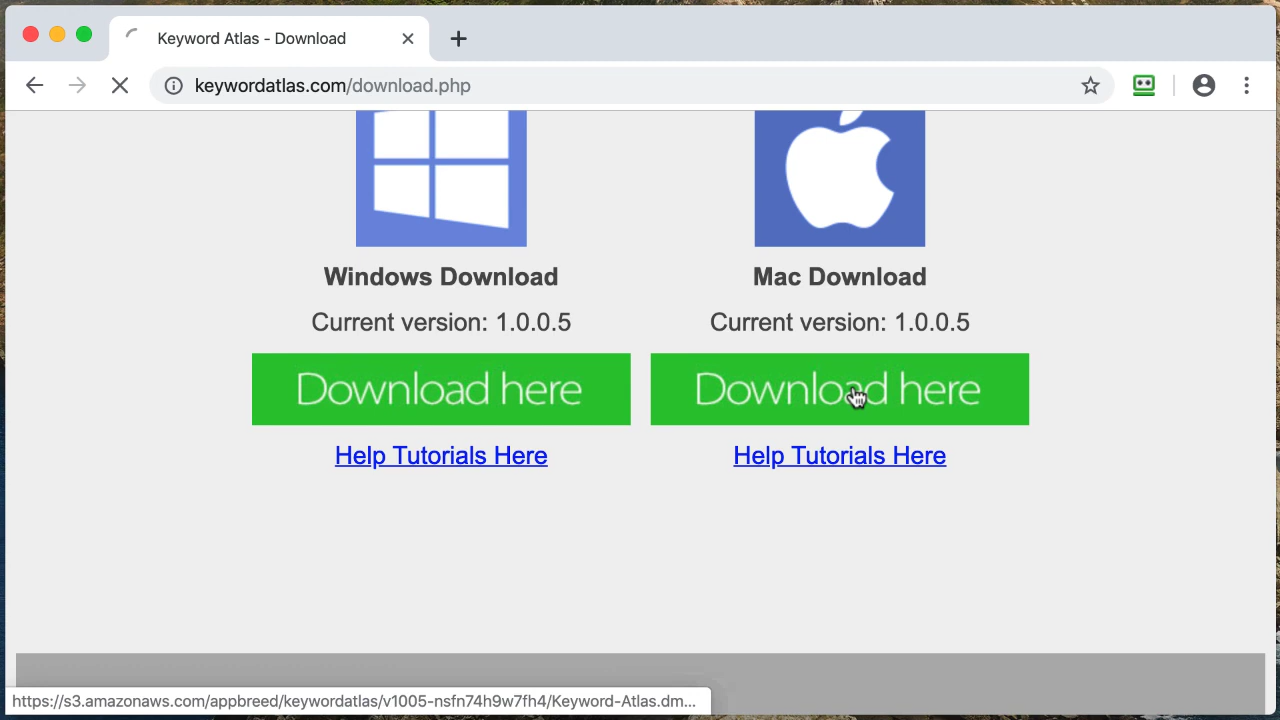 Keyword Atlas - Download
keywordatlas.com/download.php
Windows Download
Mac Download
Current version: 1.0.0.5
Current version: 1.0.0.5
Download here
Download here
Help Tutorials Here
Help Tutorials Here
https://s3.amazonaws.com/appbreed/keywordatlas/v1005-nsfn74h9w7fh4/Keyword-Atlas.dm...